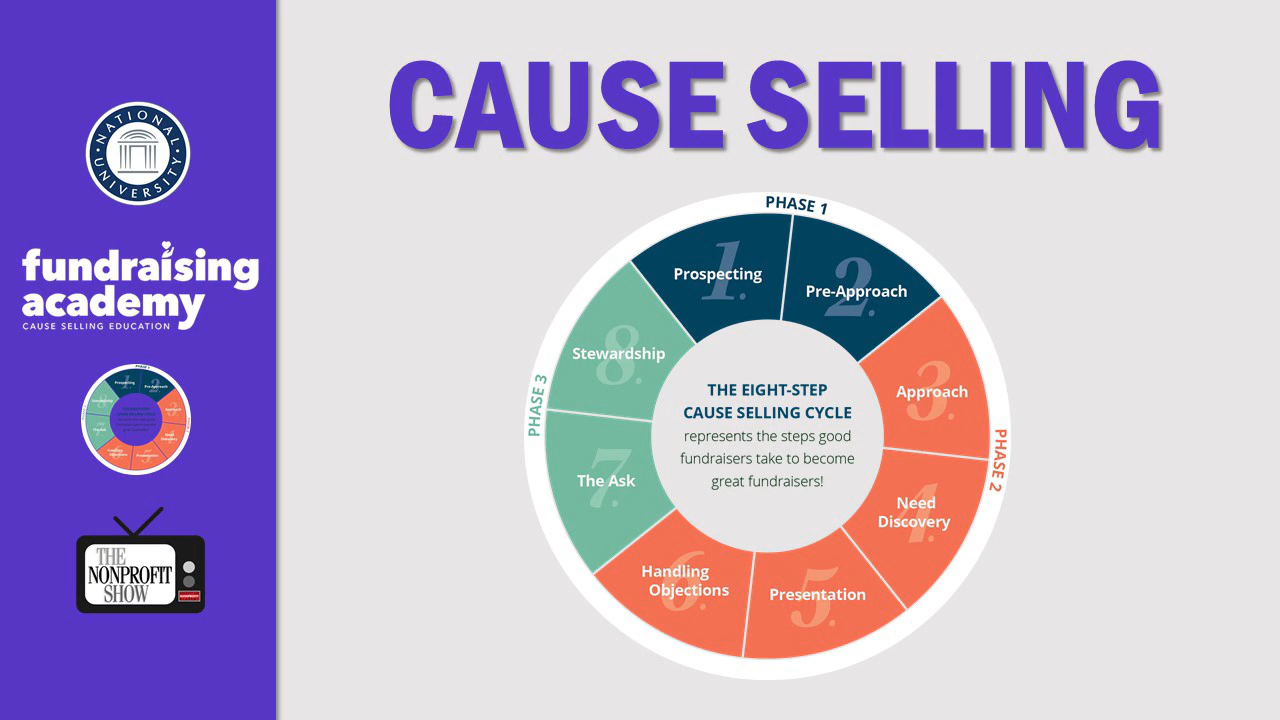 CAUSE SELLING
NATIONAL
UNIVERSITY
fundraising
academy
CAUSE SELLING EDUCATION
THE
NONPROFIT
SHOW
PHASE 1
1.
Prospecting
2.
Pre-Approach
PHASE 2
3.
Approach
4.
Need
Discovery
5.
Presentation
6.
Handling
Objections
PHASE 3
7.
The Ask
8.
Stewardship
THE EIGHT-STEP
CAUSE SELLING CYCLE
represents the steps good
fundraisers take to become
great fundraisers!